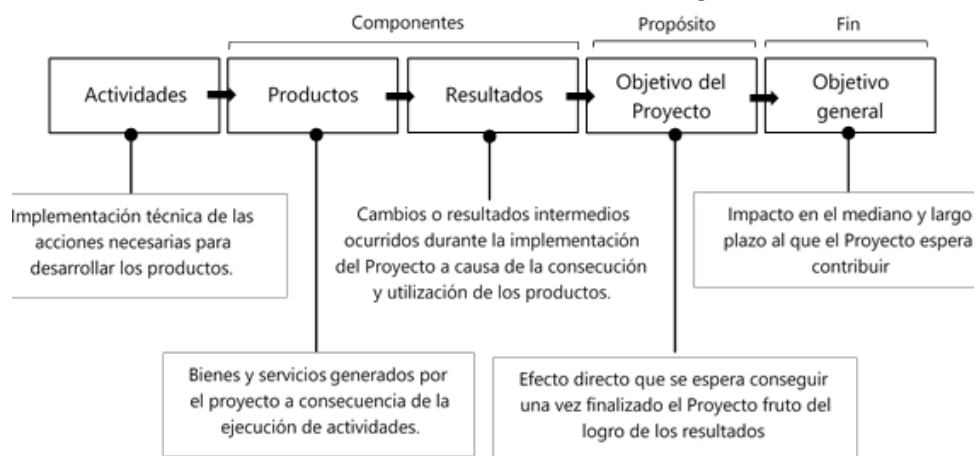 Componentes
Propósito
Fin
Actividades
Productos
Resultados
Objetivo del
Proyecto
Objetivo
general
Implementación técnica de las
acciones necesarias para
desarrollar los productos.
Cambios o resultados intermedios
ocurridos durante la implementación
del Proyecto a causa de la consecución
y utilización de los productos.
Impacto en el mediano y largo
plazo al que el Proyecto espera
contribuir
Bienes y servicios generados por
el proyecto a consecuencia de la
ejecución de actividades.
Efecto directo que se espera conseguir
una vez finalizado el Proyecto fruto del
logro de los resultados